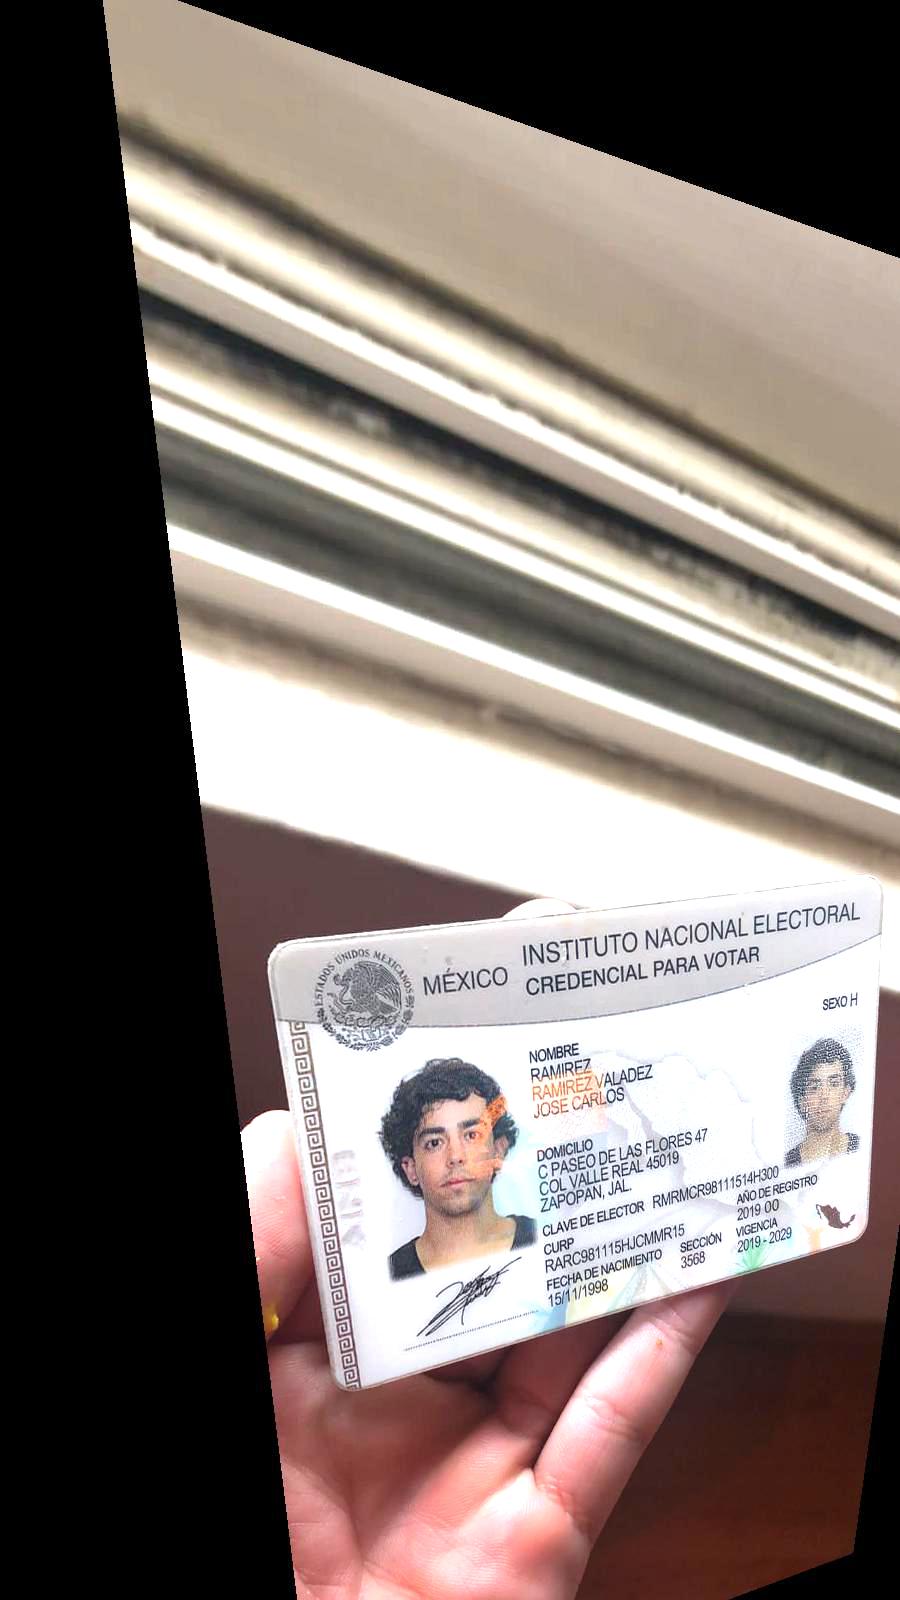 ESTADOS UNIDOS MEXICANOS
MÉXICO
INSTITUTO NACIONAL ELECTORAL
CREDENCIAL PARA VOTAR
SEXO H
NOMBRE
RAMIREZ
RAMIREZ VALADEZ
JOSE CARLOS
DOMICILIO
C PASEO DE LAS FLORES 47
COL VALLE REAL 45019
ZAPOPAN, JAL.
CLAVE DE ELECTOR RMRMCR98111514H300
CURP
RARC981115HJCMMR15
AÑO DE REGISTRO
2019 00
FECHA DE NACIMIENTO
15/11/1998
SECCIÓN
3568
VIGENCIA
2019 - 2029